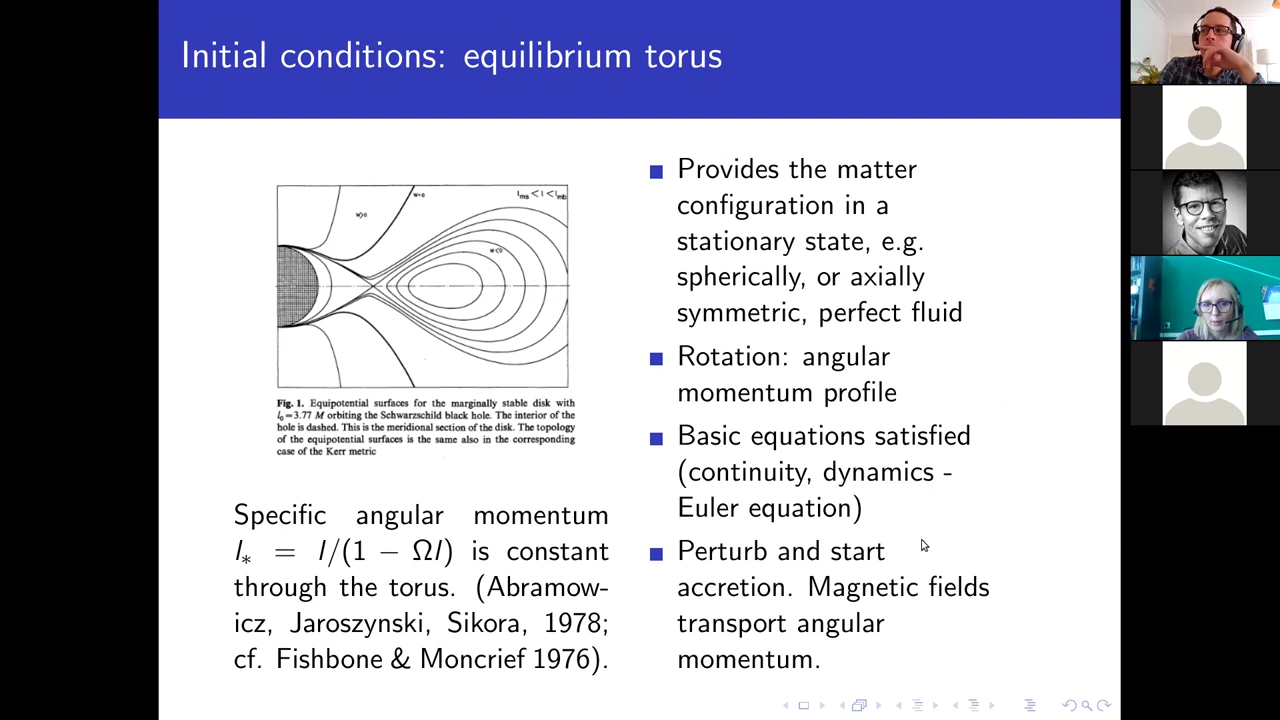 Initial conditions: equilibrium torus
w>0
w=0
l_ms < l < l_mb
w<0
Fig. 1. Equipotential surfaces for the marginally stable disk with
l₀=3.77 M orbiting the Schwarzschild black hole. The interior of the
hole is dashed. This is the meridional section of the disk. The topology
of the equipotential surfaces is the same also in the corresponding
case of the Kerr metric
Specific angular momentum
l∗ = l/(1 − Ωl) is constant
through the torus. (Abramow-
icz, Jaroszynski, Sikora, 1978;
cf. Fishbone & Moncrief 1976).
Provides the matter
configuration in a
stationary state, e.g.
spherically, or axially
symmetric, perfect fluid
Rotation: angular
momentum profile
Basic equations satisfied
(continuity, dynamics -
Euler equation)
Perturb and start
accretion. Magnetic fields
transport angular
momentum.